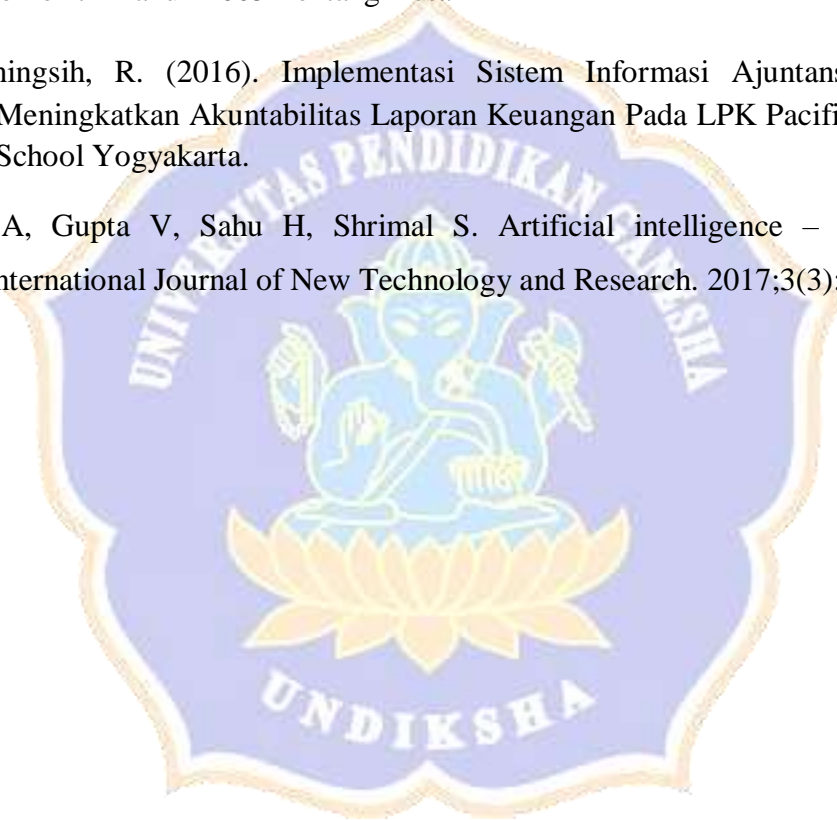 ningsih, R. (2016). Implementasi Sistem Informasi Ajuntans
Meningkatkan Akuntabilitas Laporan Keuangan Pada LPK Pacifi
School Yogyakarta.
A, Gupta V, Sahu H, Shrimal S. Artificial intelligence –
nternational Journal of New Technology and Research. 2017;3(3):
UNIVERSITAS PENDIDIKAN GANESHA
UNDIKSHA